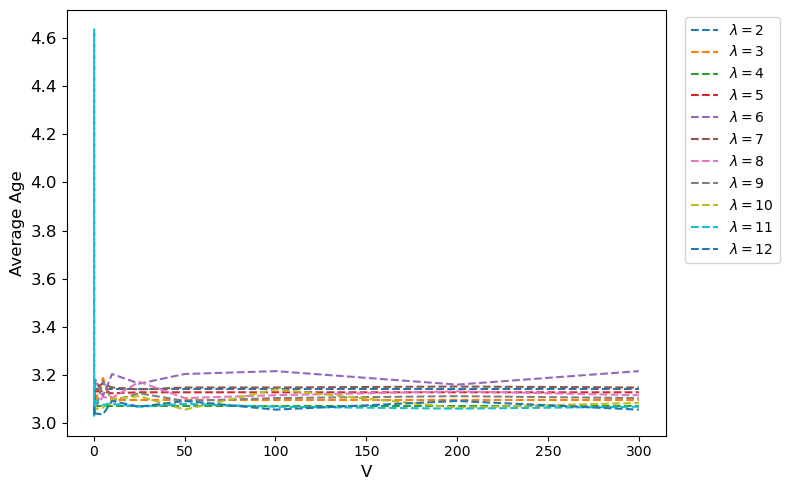 4.6
4.4
4.2
4.0
3.8
3.6
3.4
3.2
3.0
Average Age
0
50
100
150
200
250
300
V
λ = 2
λ = 3
λ = 4
λ = 5
λ = 6
λ = 7
λ = 8
λ = 9
λ = 10
λ = 11
λ = 12